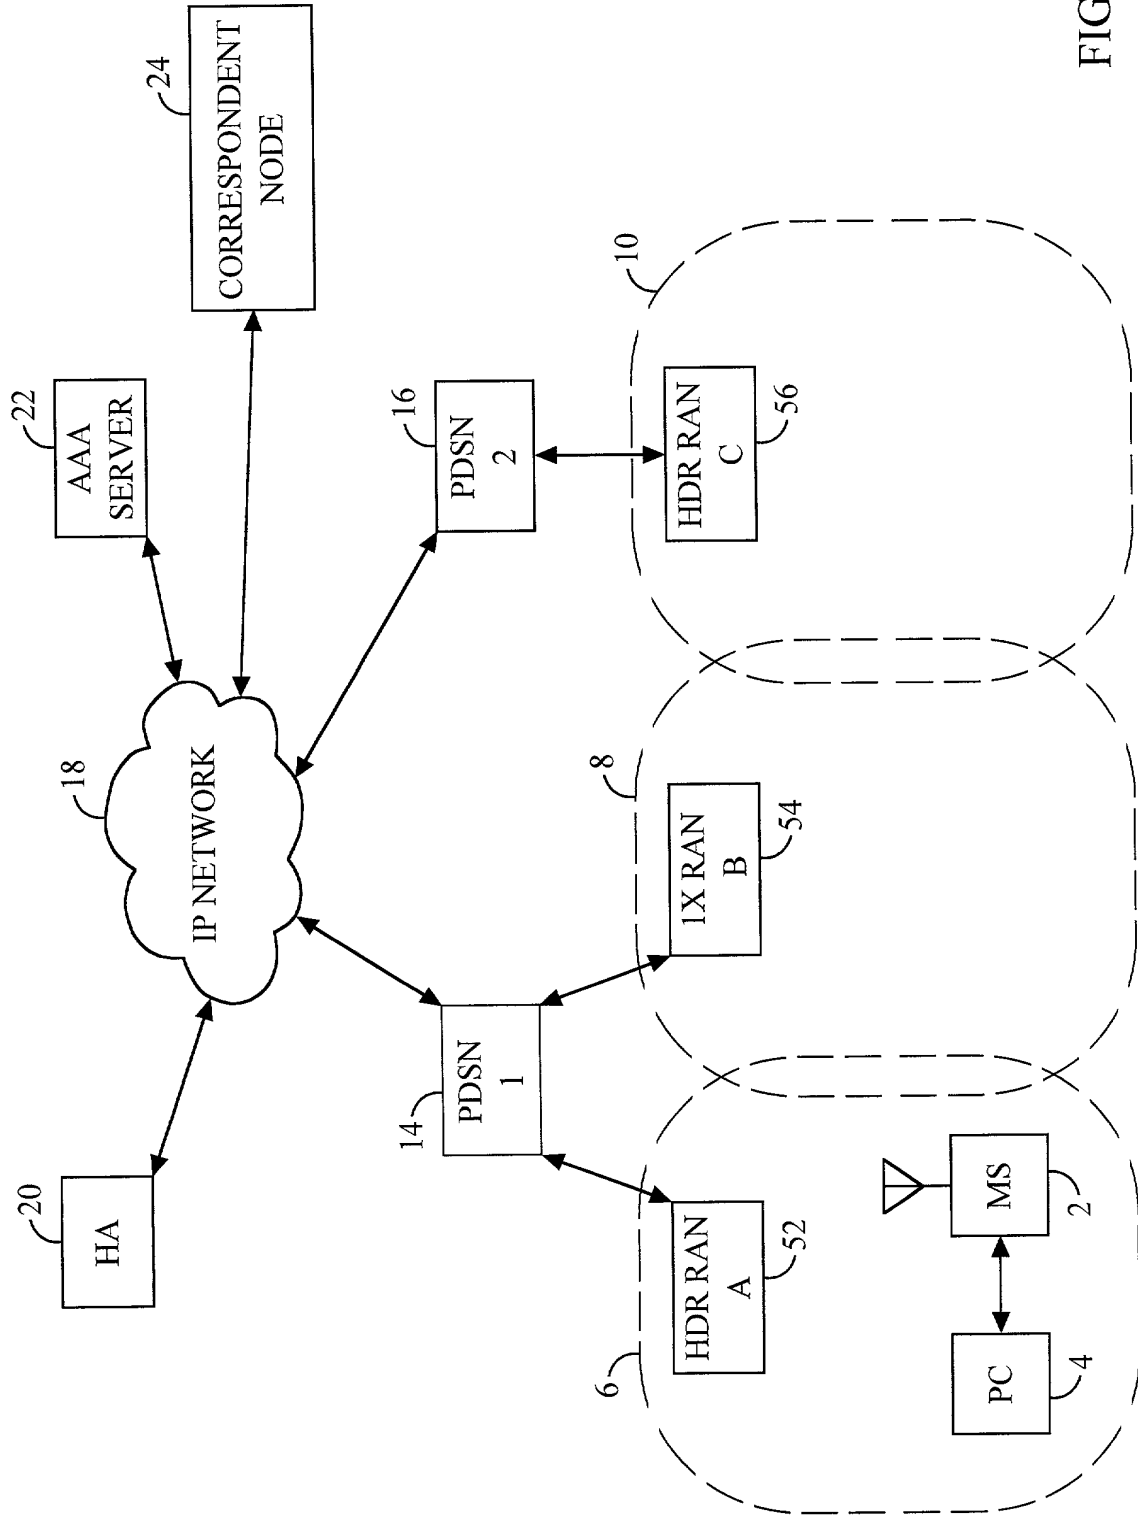 20
HA
18
IP NETWORK
22
AAA
SERVER
24
CORRESPONDENT
NODE
14
PDSN
1
16
PDSN
2
6
HDR RAN
A
52
8
1X RAN
B
54
10
HDR RAN
C
56
PC
4
MS
2
FIG